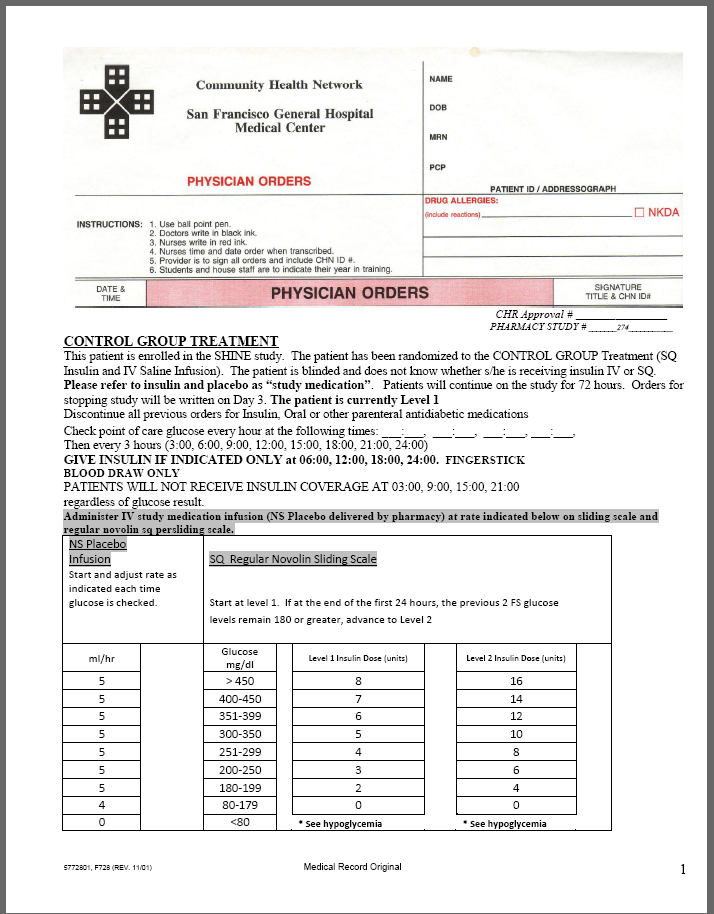 Community Health Network
San Francisco General Hospital
Medical Center
PHYSICIAN ORDERS
NAME
DOB
MRN
PCP
PATIENT ID / ADDRESSOGRAPH
DRUG ALLERGIES:
(include reactions) ☐ NKDA
INSTRUCTIONS: 1. Use ball point pen.
2. Doctors write in black ink.
3. Nurses write in red ink.
4. Nurses time and date order when transcribed.
5. Provider is to sign all orders and include CHN ID #.
6. Students and house staff are to indicate their year in training.
DATE &
TIME
PHYSICIAN ORDERS
SIGNATURE
TITLE & CHN ID#
CHR Approval # _________________
PHARMACY STUDY # ______274_________
CONTROL GROUP TREATMENT
This patient is enrolled in the SHINE study. The patient has been randomized to the CONTROL GROUP Treatment (SQ
Insulin and IV Saline Infusion). The patient is blinded and does not know whether s/he is receiving insulin IV or SQ.
Please refer to insulin and placebo as “study medication”. Patients will continue on the study for 72 hours. Orders for
stopping study will be written on Day 3. The patient is currently Level 1
Discontinue all previous orders for Insulin, Oral or other parenteral antidiabetic medications
Check point of care glucose every hour at the following times: ___:___, ___:___, ___:___, ___:___,
Then every 3 hours (3:00, 6:00, 9:00, 12:00, 15:00, 18:00, 21:00, 24:00)
GIVE INSULIN IF INDICATED ONLY at 06:00, 12:00, 18:00, 24:00. FINGERSTICK
BLOOD DRAW ONLY
PATIENTS WILL NOT RECEIVE INSULIN COVERAGE AT 03:00, 9:00, 15:00, 21:00
regardless of glucose result.
Administer IV study medication infusion (NS Placebo delivered by pharmacy) at rate indicated below on sliding scale and
regular novolin sq persliding scale.
NS Placebo
Infusion
Start and adjust rate as
indicated each time
glucose is checked.
SQ Regular Novolin Sliding Scale
Start at level 1. If at the end of the first 24 hours, the previous 2 FS glucose
levels remain 180 or greater, advance to Level 2
ml/hr Glucose mg/dl Level 1 Insulin Dose (units) Level 2 Insulin Dose (units)
5 > 450 8 16
5 400-450 7 14
5 351-399 6 12
5 300-350 5 10
5 251-299 4 8
5 200-250 3 6
5 180-199 2 4
4 80-179 0 0
0 <80 * See hypoglycemia * See hypoglycemia
5772801, F728 (REV. 11/01) Medical Record Original 1